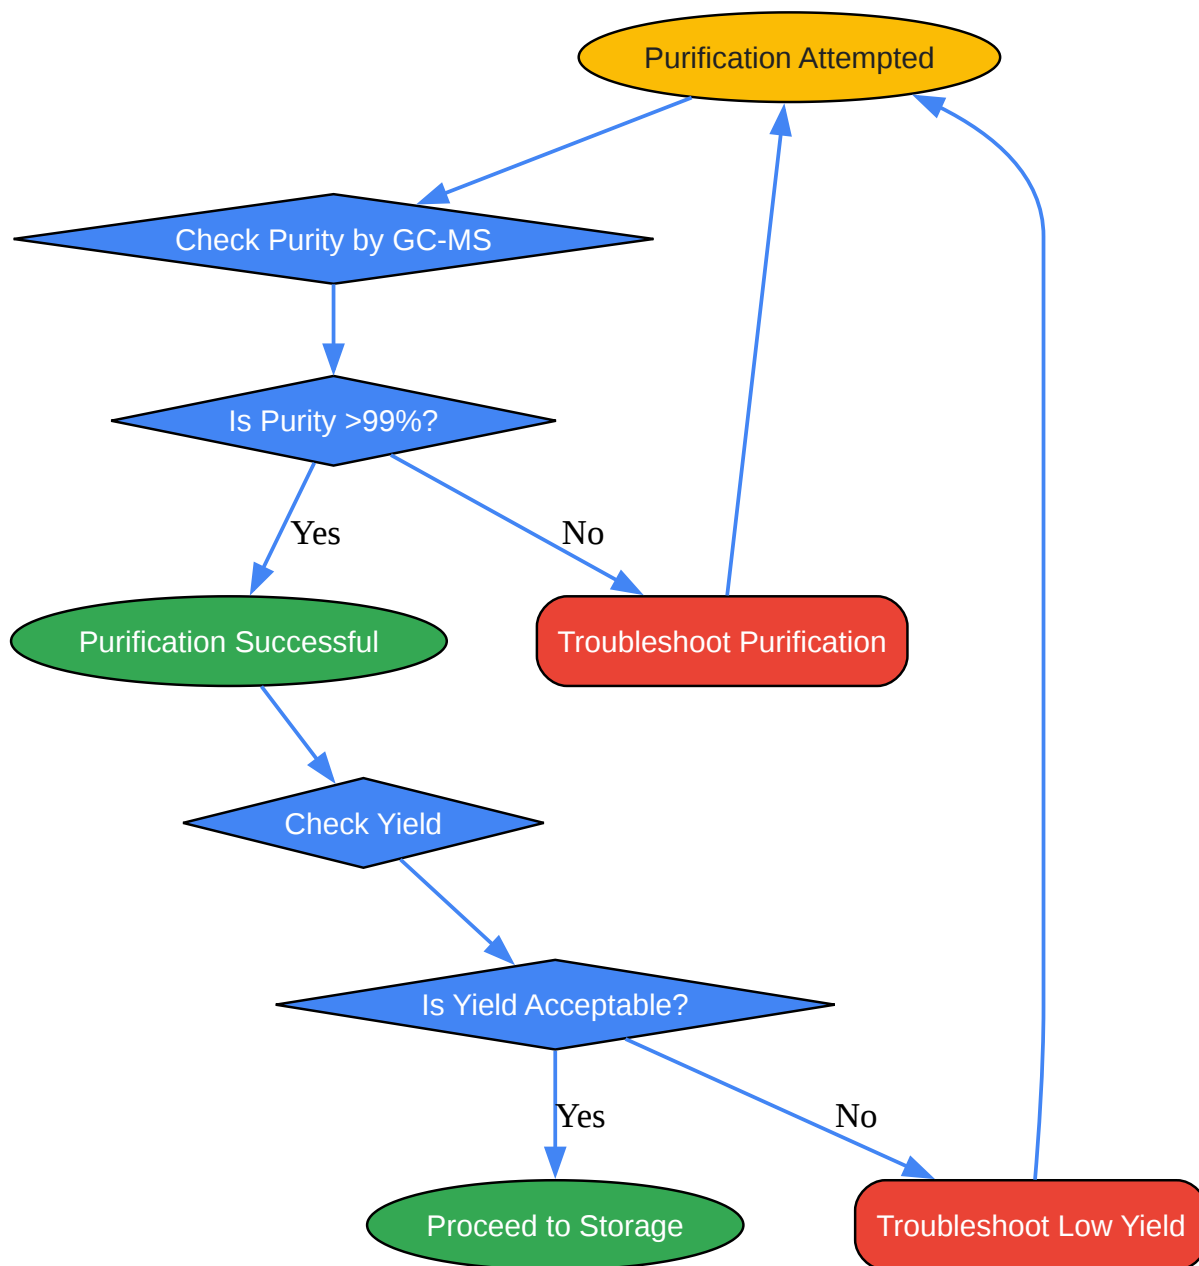 Purification Attempted
Check Purity by GC-MS
Is Purity >99%?
Yes
No
Purification Successful
Troubleshoot Purification
Check Yield
Is Yield Acceptable?
Yes
No
Proceed to Storage
Troubleshoot Low Yield